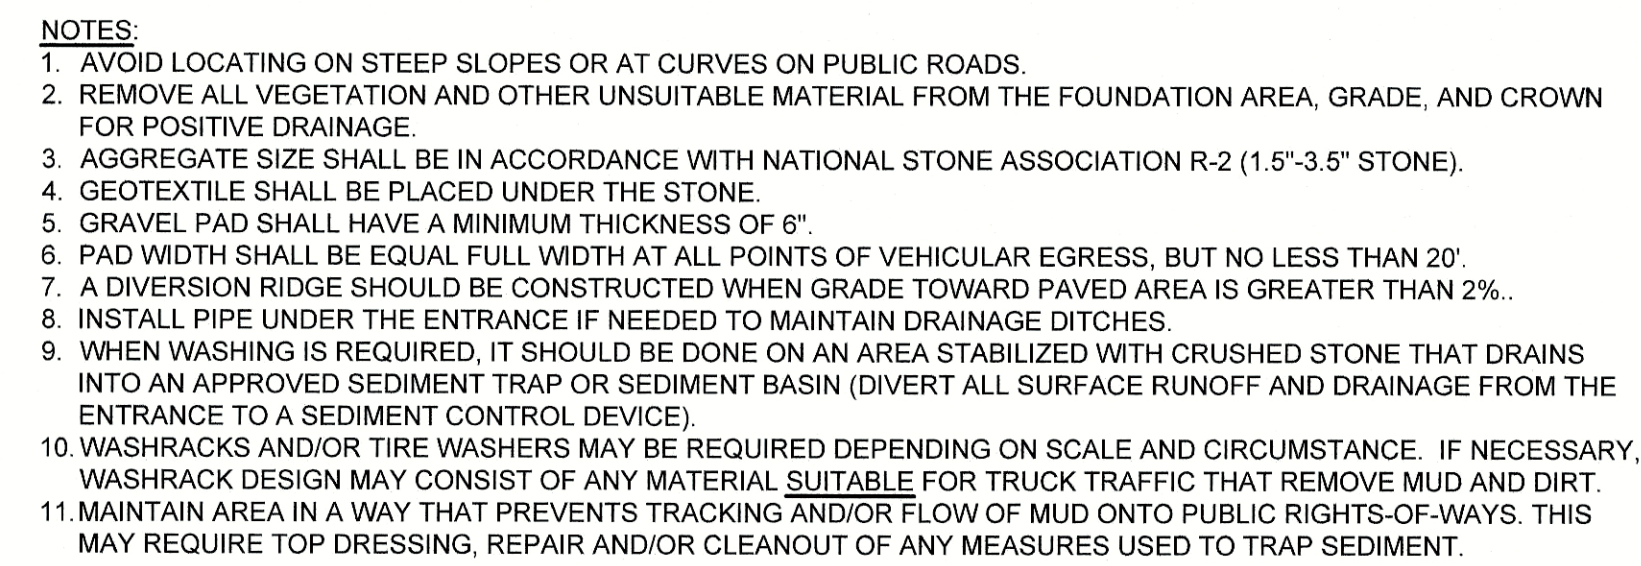 NOTES:
1. AVOID LOCATING ON STEEP SLOPES OR AT CURVES ON PUBLIC ROADS.
2. REMOVE ALL VEGETATION AND OTHER UNSUITABLE MATERIAL FROM THE FOUNDATION AREA, GRADE, AND CROWN
FOR POSITIVE DRAINAGE.
3. AGGREGATE SIZE SHALL BE IN ACCORDANCE WITH NATIONAL STONE ASSOCIATION R-2 (1.5"-3.5" STONE).
4. GEOTEXTILE SHALL BE PLACED UNDER THE STONE.
5. GRAVEL PAD SHALL HAVE A MINIMUM THICKNESS OF 6".
6. PAD WIDTH SHALL BE EQUAL FULL WIDTH AT ALL POINTS OF VEHICULAR EGRESS, BUT NO LESS THAN 20'.
7. A DIVERSION RIDGE SHOULD BE CONSTRUCTED WHEN GRADE TOWARD PAVED AREA IS GREATER THAN 2%..
8. INSTALL PIPE UNDER THE ENTRANCE IF NEEDED TO MAINTAIN DRAINAGE DITCHES.
9. WHEN WASHING IS REQUIRED, IT SHOULD BE DONE ON AN AREA STABILIZED WITH CRUSHED STONE THAT DRAINS
INTO AN APPROVED SEDIMENT TRAP OR SEDIMENT BASIN (DIVERT ALL SURFACE RUNOFF AND DRAINAGE FROM THE
ENTRANCE TO A SEDIMENT CONTROL DEVICE).
10. WASHRACKS AND/OR TIRE WASHERS MAY BE REQUIRED DEPENDING ON SCALE AND CIRCUMSTANCE. IF NECESSARY,
WASHRACK DESIGN MAY CONSIST OF ANY MATERIAL SUITABLE FOR TRUCK TRAFFIC THAT REMOVE MUD AND DIRT.
11. MAINTAIN AREA IN A WAY THAT PREVENTS TRACKING AND/OR FLOW OF MUD ONTO PUBLIC RIGHTS-OF-WAYS. THIS
MAY REQUIRE TOP DRESSING, REPAIR AND/OR CLEANOUT OF ANY MEASURES USED TO TRAP SEDIMENT.